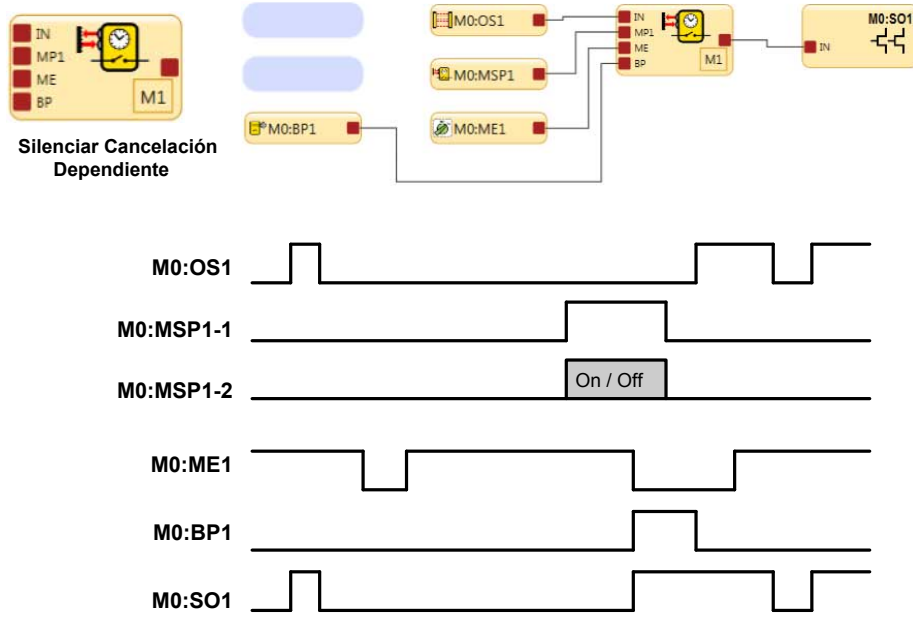 IN
MP1
ME
BP
M1
Silenciar Cancelación
Dependiente
M0:OS1
M0:MSP1
M0:BP1
M0:ME1
IN
MP1
ME
BP
M1
M0:SO1
IN
M0:OS1
M0:MSP1-1
M0:MSP1-2
On / Off
M0:ME1
M0:BP1
M0:SO1